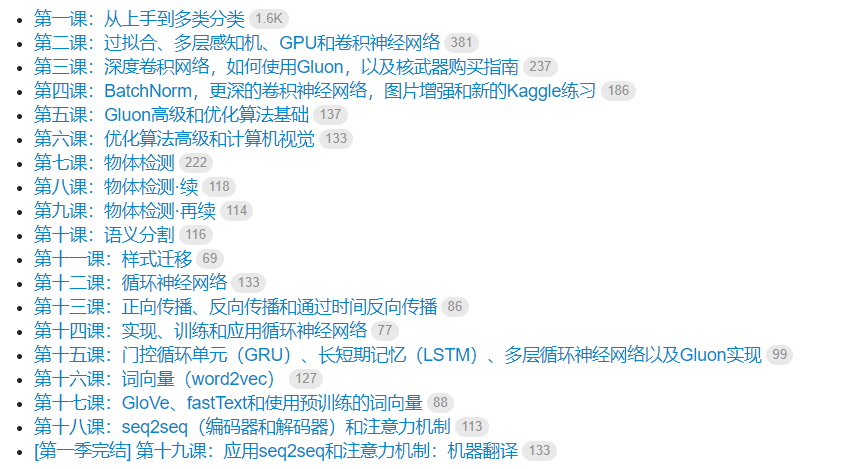 第一课：从上手到多类分类 1.6K
第二课：过拟合、多层感知机、GPU和卷积神经网络 381
第三课：深度卷积网络，如何使用Gluon，以及核武器购买指南 237
第四课：BatchNorm，更深的卷积神经网络，图片增强和新的Kaggle练习 186
第五课：Gluon高级和优化算法基础 137
第六课：优化算法高级和计算机视觉 133
第七课：物体检测 222
第八课：物体检测·续 118
第九课：物体检测·再续 114
第十课：语义分割 116
第十一课：样式迁移 69
第十二课：循环神经网络 133
第十三课：正向传播、反向传播和通过时间反向传播 86
第十四课：实现、训练和应用循环神经网络 77
第十五课：门控循环单元（GRU）、长短期记忆（LSTM）、多层循环神经网络以及Gluon实现 99
第十六课：词向量（word2vec） 127
第十七课：GloVe、fastText和使用预训练的词向量 88
第十八课：seq2seq（编码器和解码器）和注意力机制 113
[第一季完结] 第十九课：应用seq2seq和注意力机制：机器翻译 133